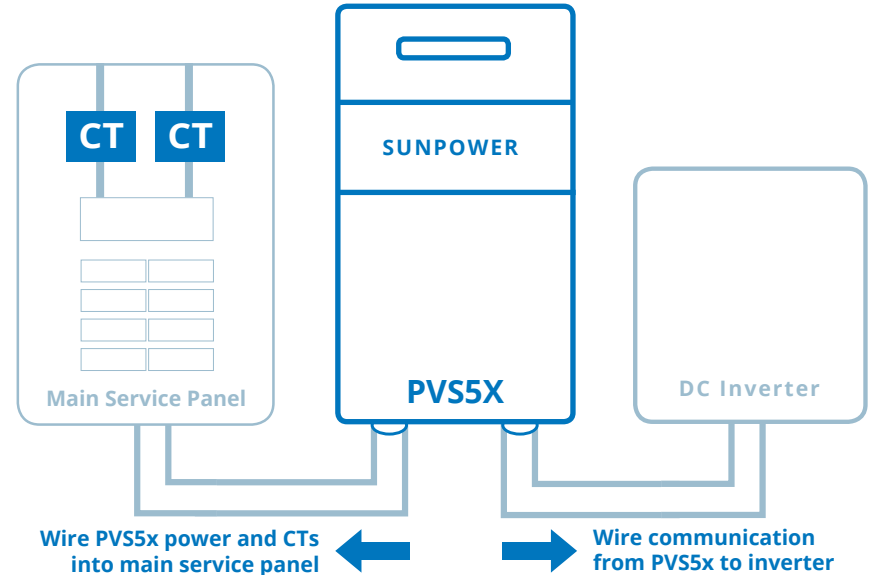 CT CT
SUNPOWER
Main Service Panel
PVS5X
DC Inverter
Wire PVS5x power and CTs
into main service panel
Wire communication
from PVS5x to inverter